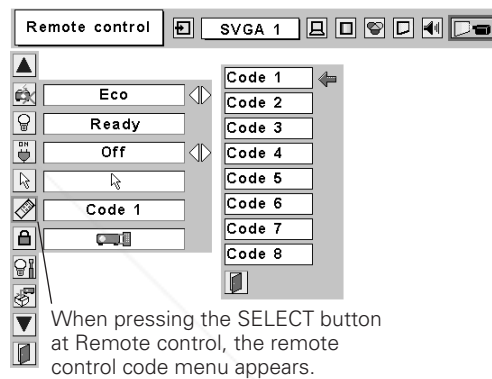 Remote control
SVGA 1
Eco
Ready
ON
Off
Code 1
Code 1
Code 2
Code 3
Code 4
Code 5
Code 6
Code 7
Code 8
When pressing the SELECT button
at Remote control, the remote
control code menu appears.